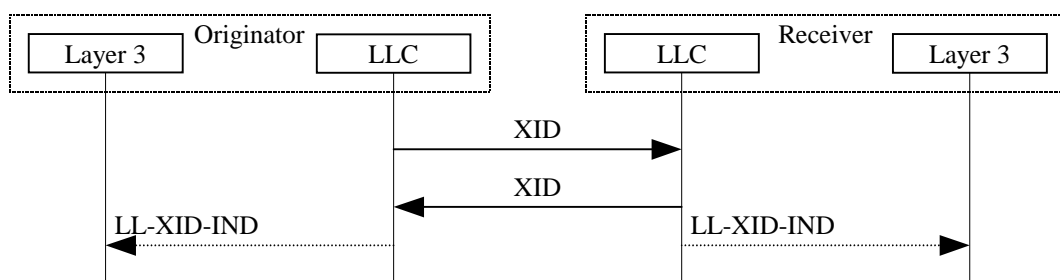 Originator
Receiver
Layer 3
LLC
LLC
Layer 3
XID
XID
LL-XID-IND
LL-XID-IND